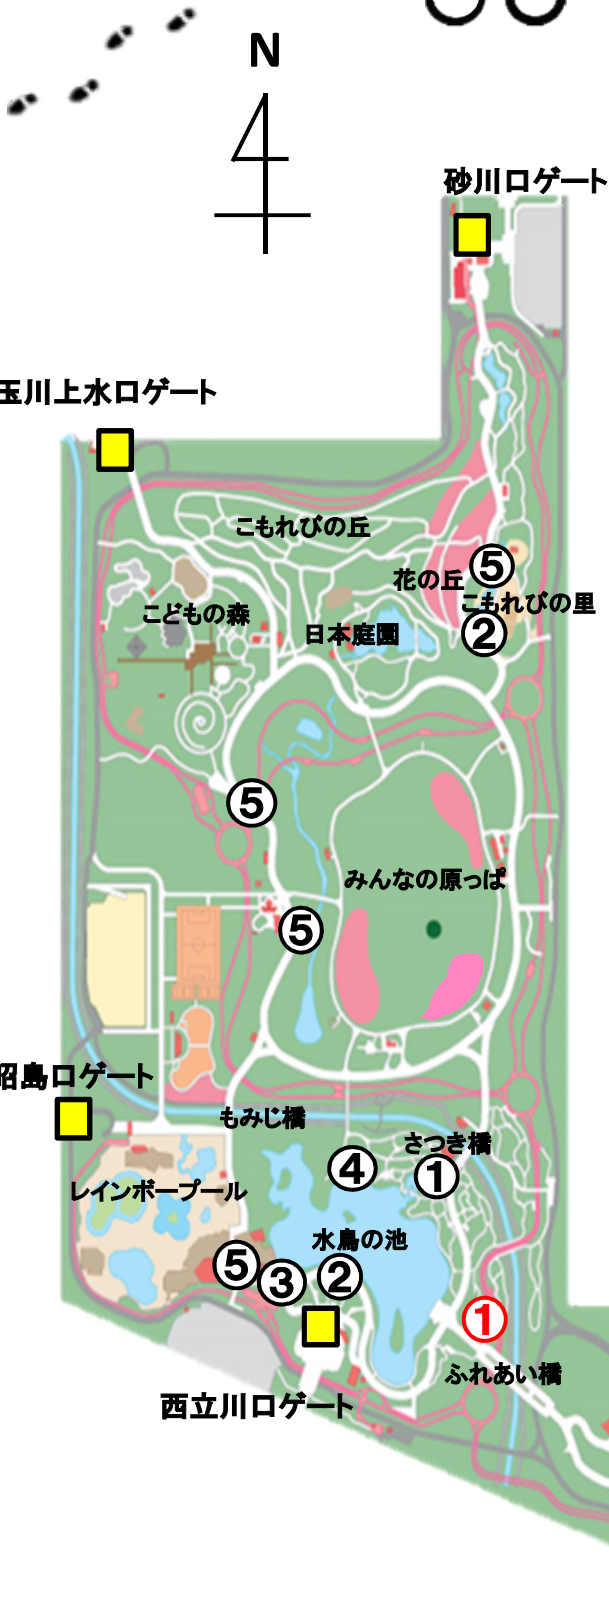 N
砂川口ゲート
玉川上水口ゲート
こもれびの丘
⑤
花の丘
こもれびの里
こどもの森
日本庭園
②
⑤
みんなの原っぱ
⑤
昭島口ゲート
もみじ橋
さつき橋
④
①
レインボープール
水鳥の池
⑤
③
②
①
ふれあい橋
西立川口ゲート